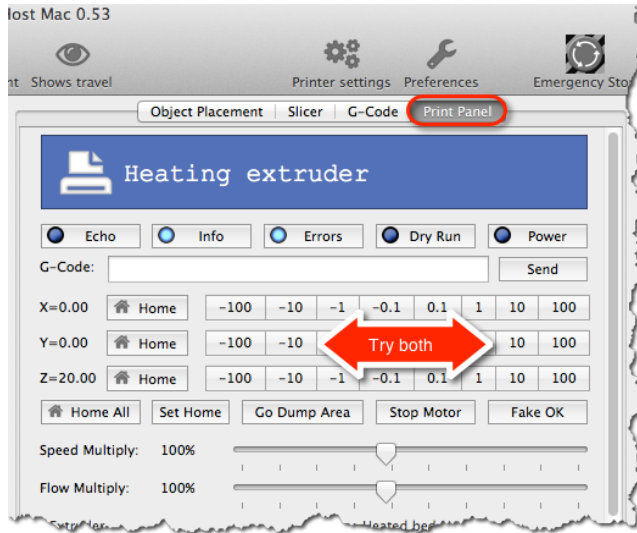 Host Mac 0.53
Shows travel Printer settings Preferences Emergency Sto
Object Placement Slicer G-Code Print Panel
Heating extruder
Echo Info Errors Dry Run Power
G-Code: Send
X=0.00 Home -100 -10 -1 -0.1 0.1 1 10 100
Y=0.00 Home -100 -10 Try both 10 100
Z=20.00 Home -100 -10 -1 -0.1 0.1 1 10 100
Home All Set Home Go Dump Area Stop Motor Fake OK
Speed Multiply: 100%
Flow Multiply: 100%
Extruder Heated bed